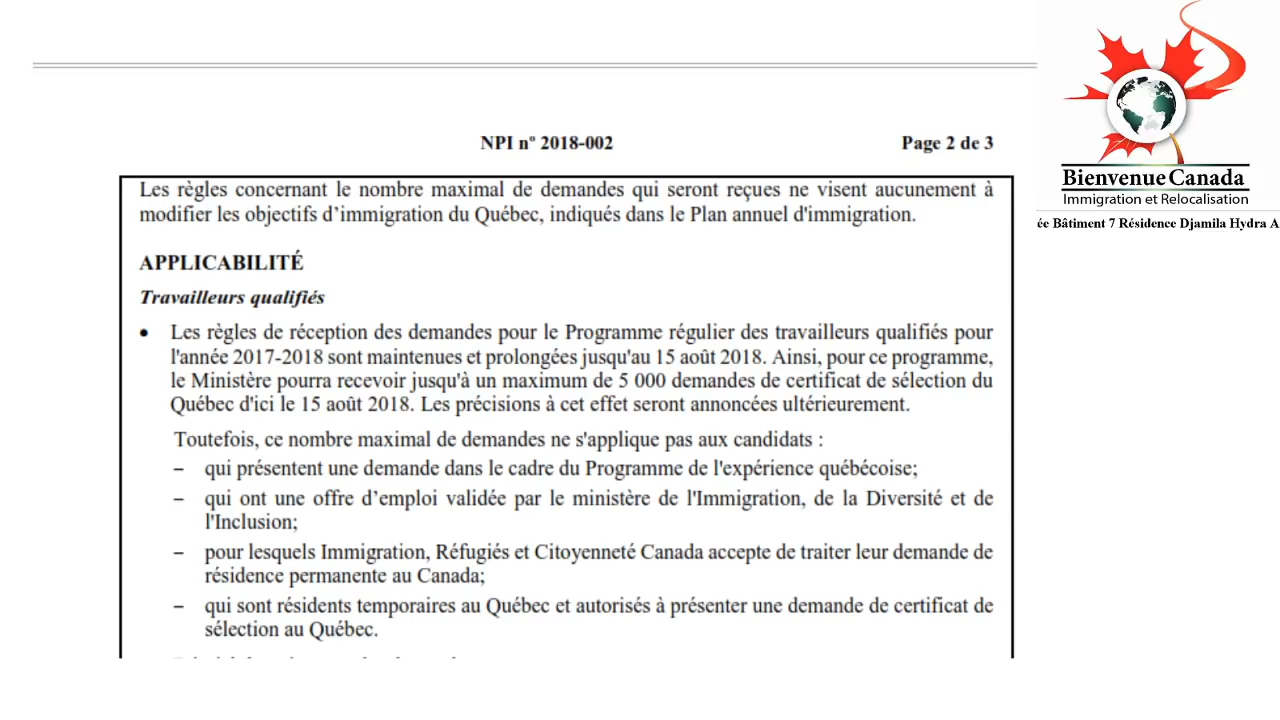 NPI nº 2018-002 Page 2 de 3
Les règles concernant le nombre maximal de demandes qui seront reçues ne visent aucunement à
modifier les objectifs d’immigration du Québec, indiqués dans le Plan annuel d'immigration.
APPLICABILITÉ
Travailleurs qualifiés
• Les règles de réception des demandes pour le Programme régulier des travailleurs qualifiés pour
l'année 2017-2018 sont maintenues et prolongées jusqu'au 15 août 2018. Ainsi, pour ce programme,
le Ministère pourra recevoir jusqu'à un maximum de 5 000 demandes de certificat de sélection du
Québec d'ici le 15 août 2018. Les précisions à cet effet seront annoncées ultérieurement.
Toutefois, ce nombre maximal de demandes ne s'applique pas aux candidats :
– qui présentent une demande dans le cadre du Programme de l'expérience québécoise;
– qui ont une offre d’emploi validée par le ministère de l'Immigration, de la Diversité et de
l'Inclusion;
– pour lesquels Immigration, Réfugiés et Citoyenneté Canada accepte de traiter leur demande de
résidence permanente au Canada;
– qui sont résidents temporaires au Québec et autorisés à présenter une demande de certificat de
sélection au Québec.
Bienvenue Canada
Immigration et Relocalisation
ée Bâtiment 7 Résidence Djamila Hydra A